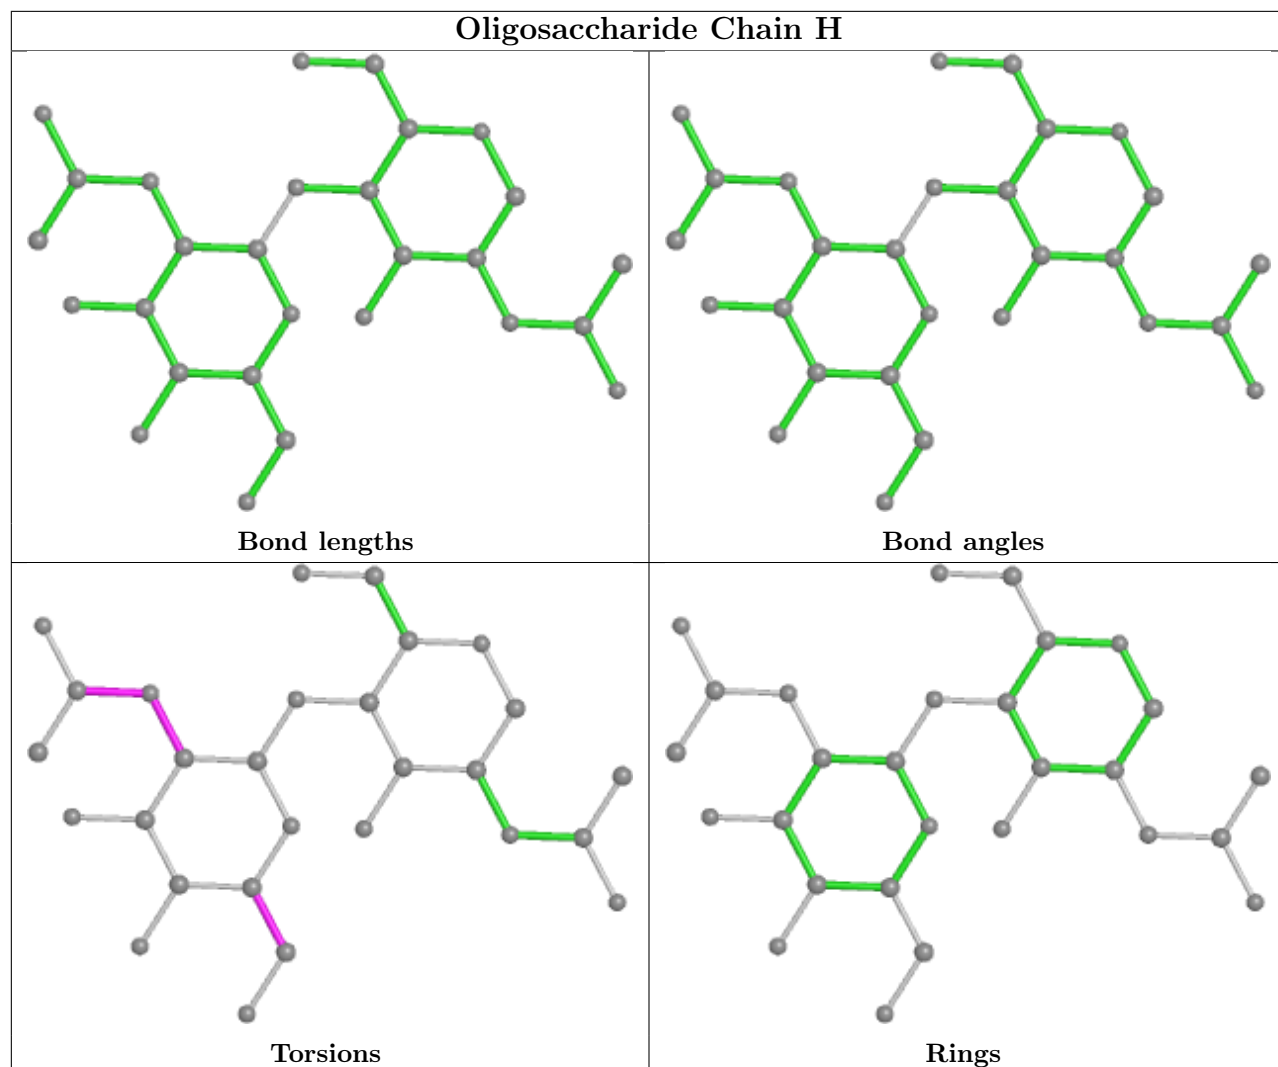 Oligosaccharide Chain H
Bond lengths
Bond angles
Torsions
Rings